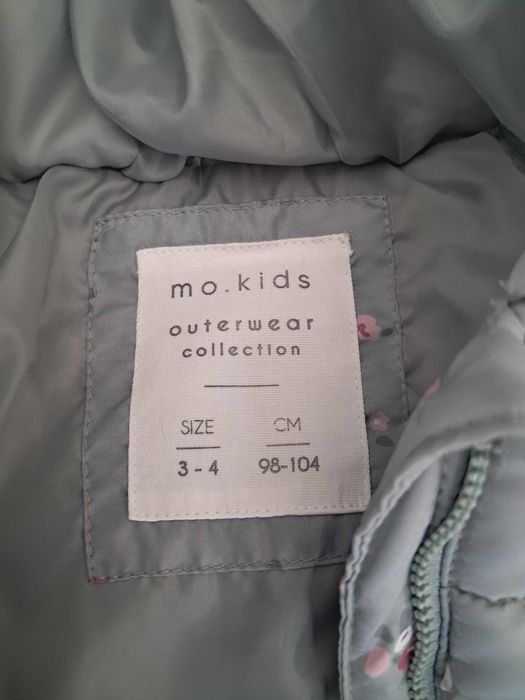 mo.kids
outerwear
collection
SIZE CM
3-4 98-104